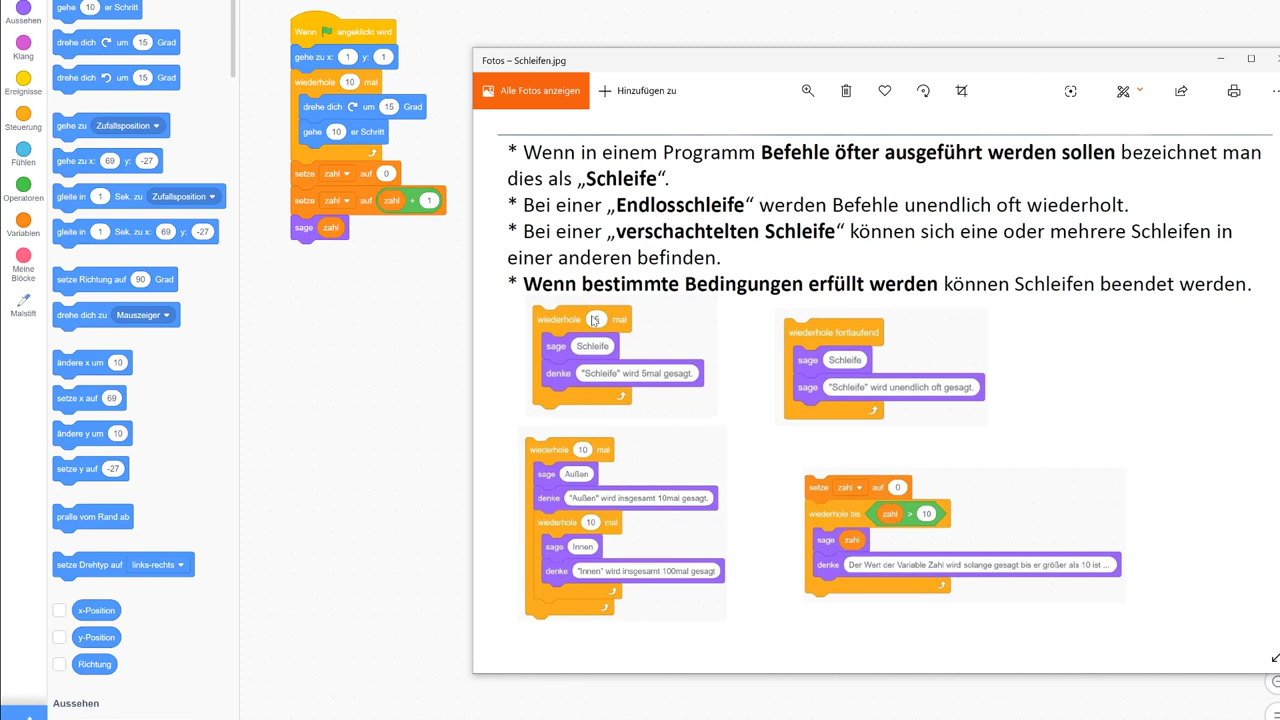 Aussehen
Klang
Ereignisse
Steuerung
Fühlen
Operatoren
Variablen
Meine
Blöcke
Malstift
gehe 10 er Schritt
drehe dich um 15 Grad
drehe dich um 15 Grad
gehe zu Zufallsposition
gehe zu x: 69 y: -27
gleite in 1 Sek. zu Zufallsposition
gleite in 1 Sek. zu x: 69 y: -27
setze Richtung auf 90 Grad
drehe dich zu Mauszeiger
ändere x um 10
setze x auf 69
ändere y um 10
setze y auf -27
pralle vom Rand ab
setze Drehtyp auf links-rechts
x-Position
y-Position
Richtung
Aussehen
Wenn angeklickt wird
gehe zu x: 1 y: 1
wiederhole 10 mal
drehe dich um 15 Grad
gehe 10 er Schritt
setze zahl auf 0
setze zahl auf zahl + 1
sage zahl
Fotos – Schleifen.jpg
Alle Fotos anzeigen
Hinzufügen zu
* Wenn in einem Programm Befehle öfter ausgeführt werden sollen bezeichnet man
dies als „Schleife“.
* Bei einer „Endlosschleife“ werden Befehle unendlich oft wiederholt.
* Bei einer „verschachtelten Schleife“ können sich eine oder mehrere Schleifen in
einer anderen befinden.
* Wenn bestimmte Bedingungen erfüllt werden können Schleifen beendet werden.
wiederhole mal
sage Schleife
denke "Schleife" wird 5mal gesagt.
wiederhole fortlaufend
sage Schleife
sage "Schleife" wird unendlich oft gesagt.
wiederhole 10 mal
sage Außen
denke "Außen" wird insgesamt 10mal gesagt.
wiederhole 10 mal
sage Innen
denke "Innen" wird insgesamt 100mal gesagt
setze zahl auf 0
wiederhole bis zahl > 10
sage zahl
denke Der Wert der Variable Zahl wird solange gesagt bis er größer als 10 ist ...